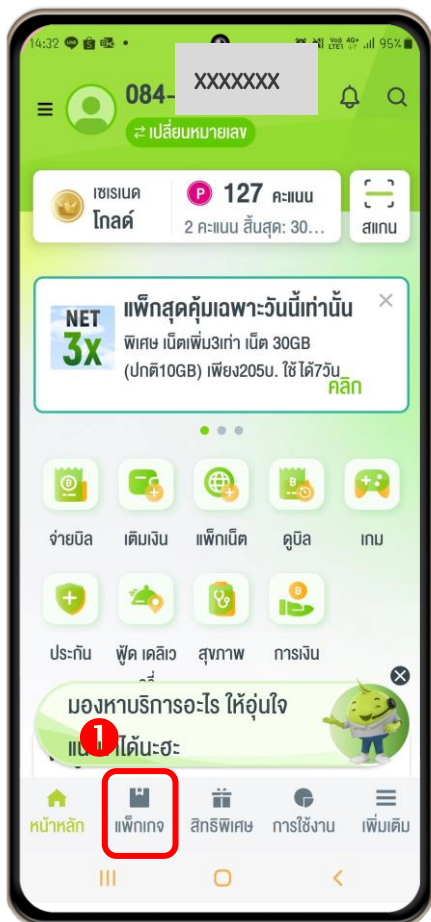 14:32
Vo)) 4G+ 95%
LTE1
084-
XXXXXXX
เปลี่ยนหมายเลข
เซเรเนด
โกลด์
P 127 คะแนน
2 คะแนน สิ้นสุด: 30...
สแกน
NET
3X
แพ็กสุดคุ้มเฉพาะวันนี้เท่านั้น
พิเศษ เน็ตเพิ่ม3เท่า เน็ต 30GB
(ปกติ10GB) เพียง205บ. ใช้ได้7วัน
คลิก
จ่ายบิล เติมเงิน แพ็กเน็ต ดูบิล เกม
ประกัน ฟู้ด เดลิเว สุขภาพ การเงิน
มองหาบริการอะไร ให้อุ่นใจ
ได้นะฮะ
1
หน้าหลัก แพ็กเกจ สิทธิพิเศษ การใช้งาน เพิ่มเติม